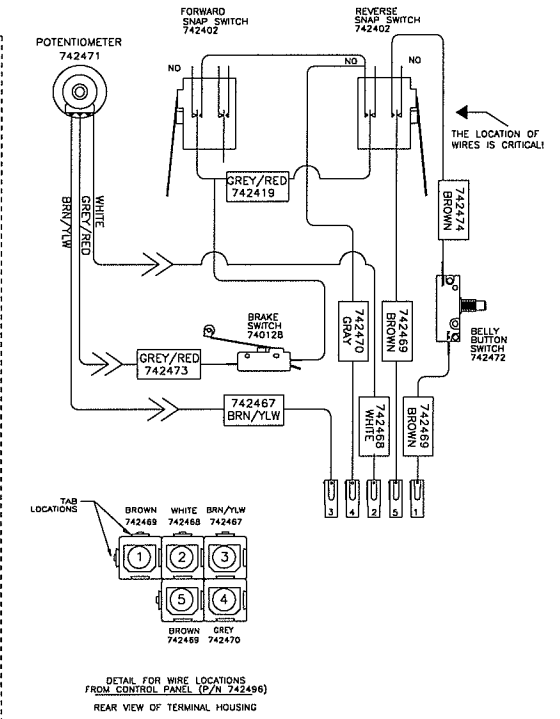 FORWARD
SNAP SWITCH
742402
REVERSE
SNAP SWITCH
742402
POTENTIOMETER
742471
NO
NO
NO
THE LOCATION OF
WIRES IS CRITICAL!
BRN/YLW
GREY/RED
WHITE
GREY/RED
742419
742474
BROWN
BRAKE
SWITCH
740128
742470
GRAY
742469
BROWN
BELLY
BUTTON
SWITCH
742472
GREY/RED
742473
742467
BRN/YLW
742468
WHITE
742469
BROWN
3
4
2
5
1
TAB
LOCATIONS
BROWN
742469
WHITE
742468
BRN/YLW
742467
1
2
3
5
4
BROWN
742469
GREY
742470
DETAIL FOR WIRE LOCATIONS
FROM CONTROL PANEL (P/N 742496)
REAR VIEW OF TERMINAL HOUSING